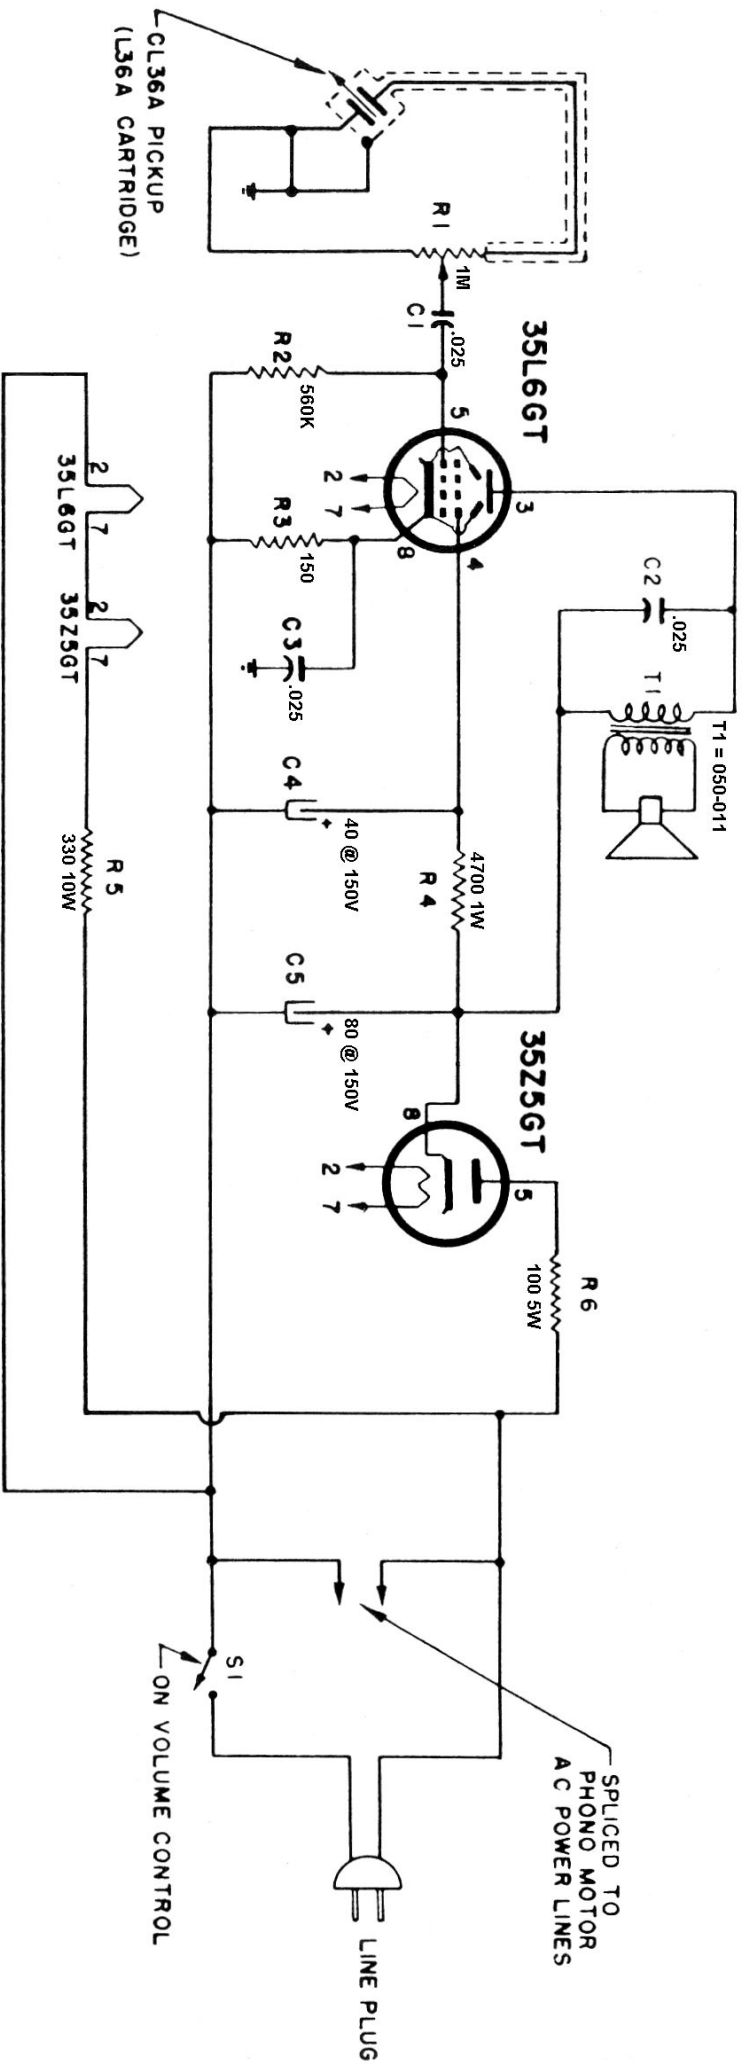 CL36A PICKUP
(L36A CARTRIDGE)
R1
1M
C1
.025
35L6GT
R2
560K
5
3
4
8
2
7
R3
150
C2
.025
T1
T1 = 050-011
C3
.025
C4
+
40 @ 150V
4700 1W
R4
C5
+
80 @ 150V
35Z5GT
8
5
2
7
R6
100 5W
2
7
35L6GT
2
7
35Z5GT
R5
330 10W
S1
ON VOLUME CONTROL
SPLICED TO
PHONO MOTOR
AC POWER LINES
LINE PLUG